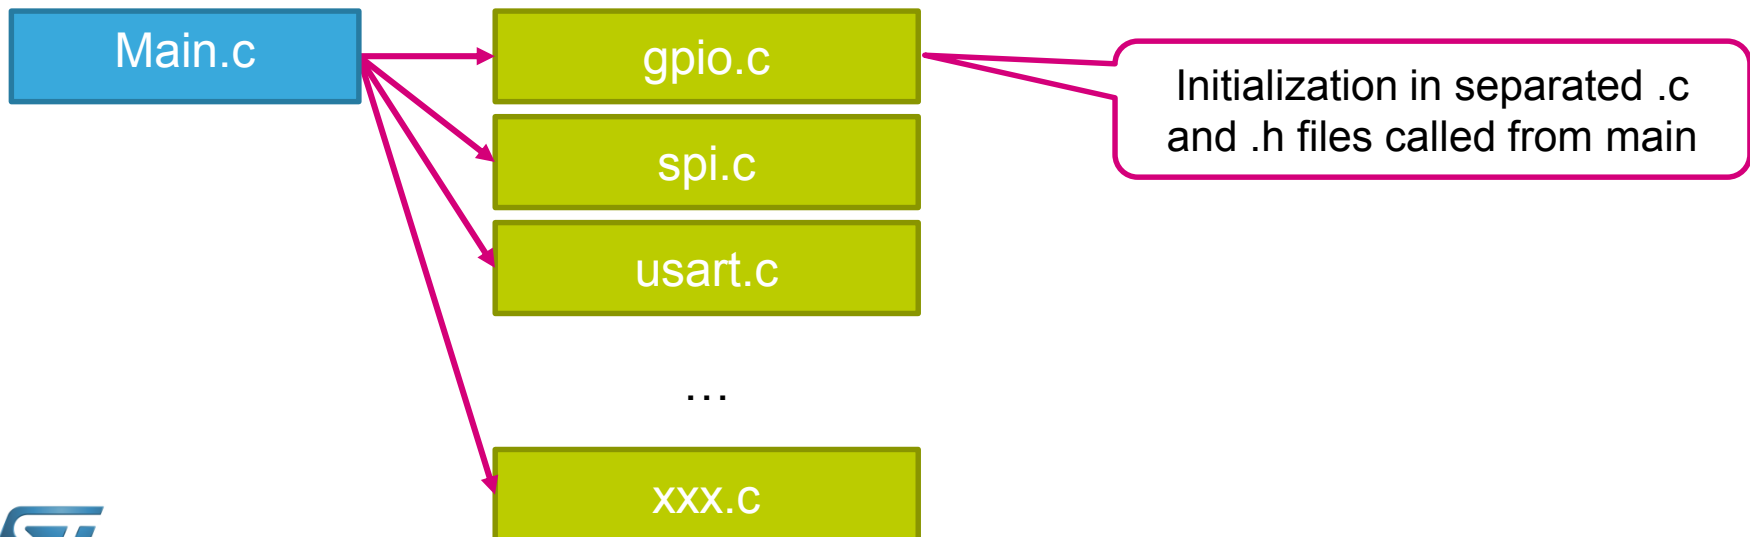 Main.c
gpio.c
Initialization in separated .c
and .h files called from main
spi.c
usart.c
...
xxx.c